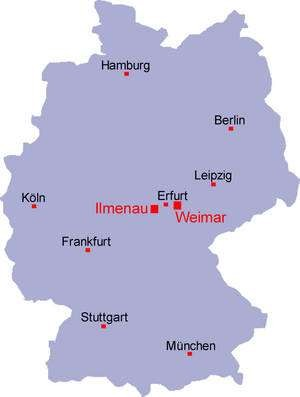 Hamburg
Berlin
Leipzig
Erfurt
Köln
Ilmenau
Weimar
Frankfurt
Stuttgart
München